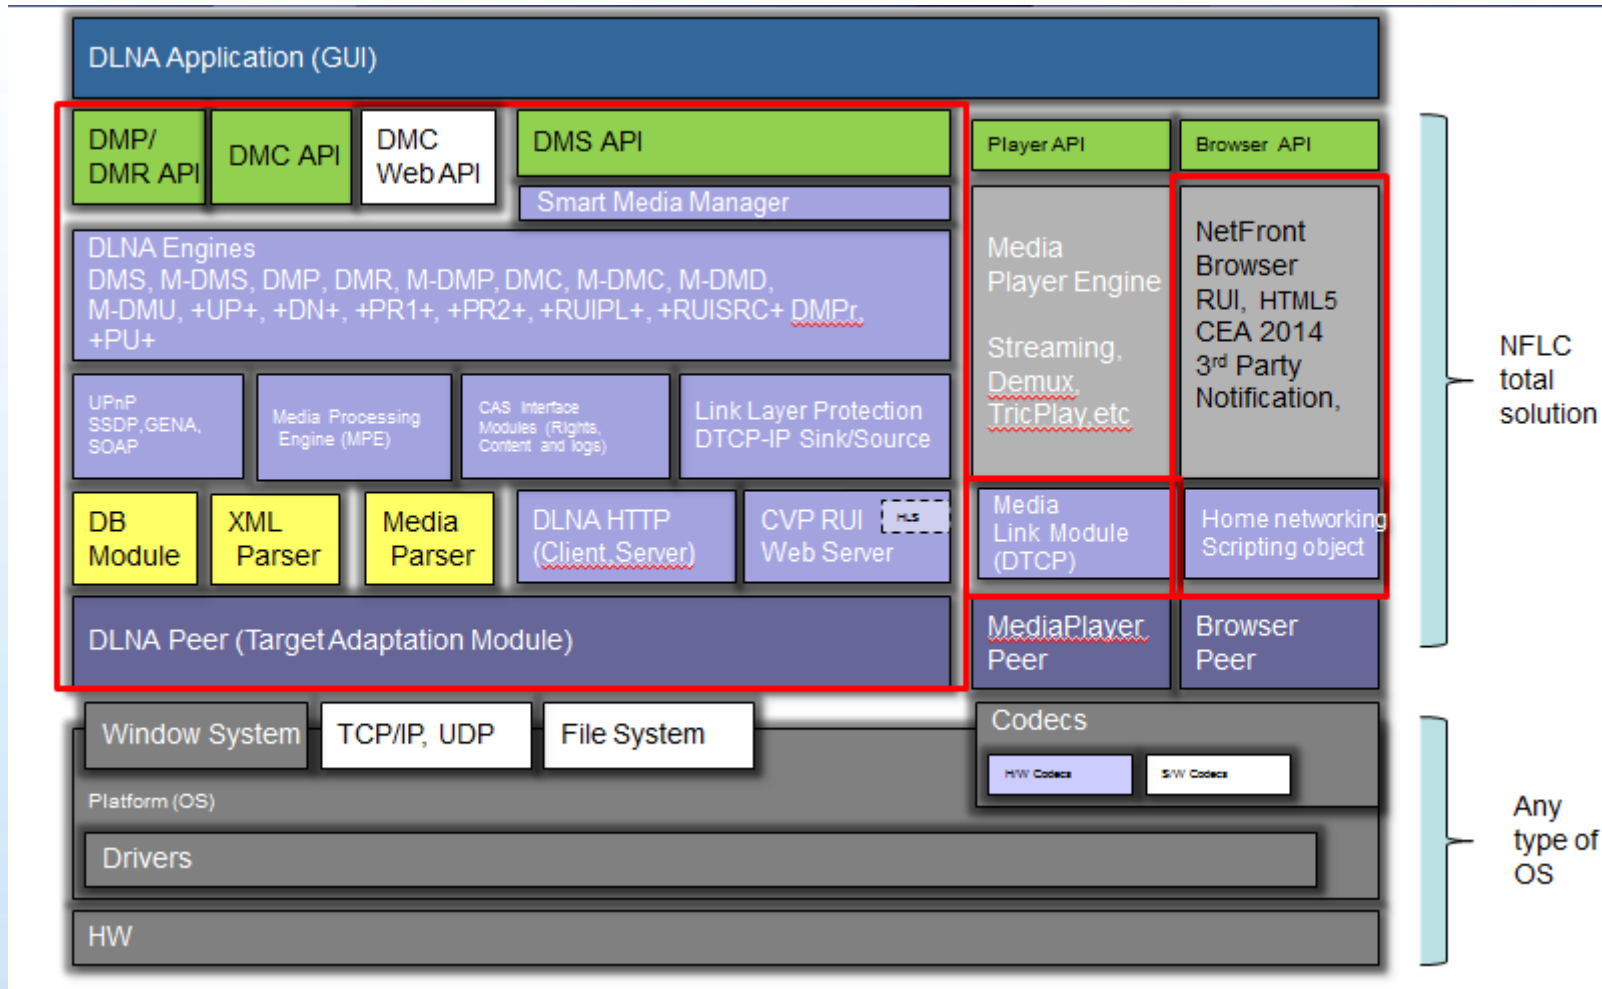 DLNA Application (GUI)
DMP/
DMR API
DMC API
DMC
Web API
DMS API
Player API
Browser API
Smart Media Manager
DLNA Engines
DMS, M-DMS, DMP, DMR, M-DMP, DMC, M-DMC, M-DMD,
M-DMU, +UP+, +DN+, +PR1+, +PR2+, +RUIPL+, +RUISRC+ DMPr,
+PU+
Media
Player Engine
Streaming,
Demux,
TricPlay,etc
NetFront
Browser
RUI, HTML5
CEA 2014
3rd Party
Notification,
NFLC
total
solution
UPnP
SSDP,GENA,
SOAP
Media Processing
Engine (MPE)
CAS Interface
Modules (Rights,
Content and logs)
Link Layer Protection
DTCP-IP Sink/Source
DB
Module
XML
Parser
Media
Parser
DLNA HTTP
(Client,Server)
CVP RUI
Web Server
HLS
Media
Link Module
(DTCP)
Home networking
Scripting object
DLNA Peer (Target Adaptation Module)
MediaPlayer
Peer
Browser
Peer
Window System
TCP/IP, UDP
File System
Codecs
H/W Codecs
S/W Codecs
Platform (OS)
Drivers
HW
Any
type of
OS